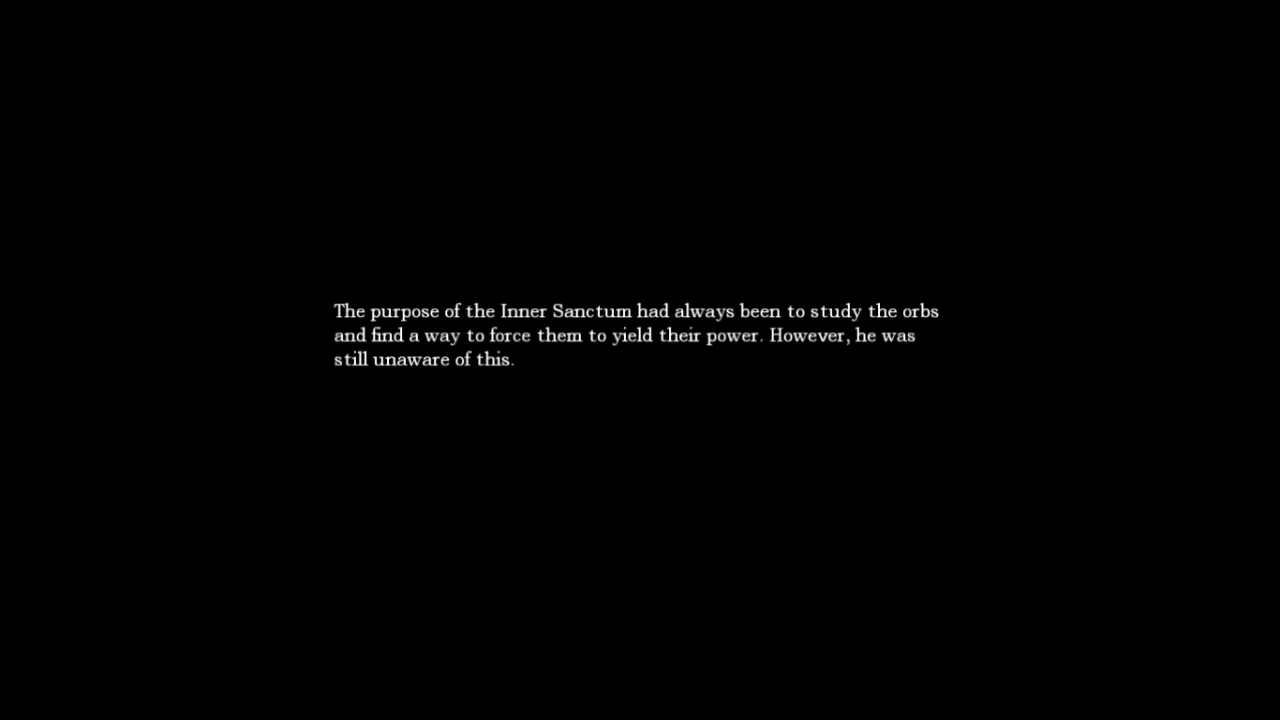 The purpose of the Inner Sanctum had always been to study the orbs
and find a way to force them to yield their power. However, he was
still unaware of this.